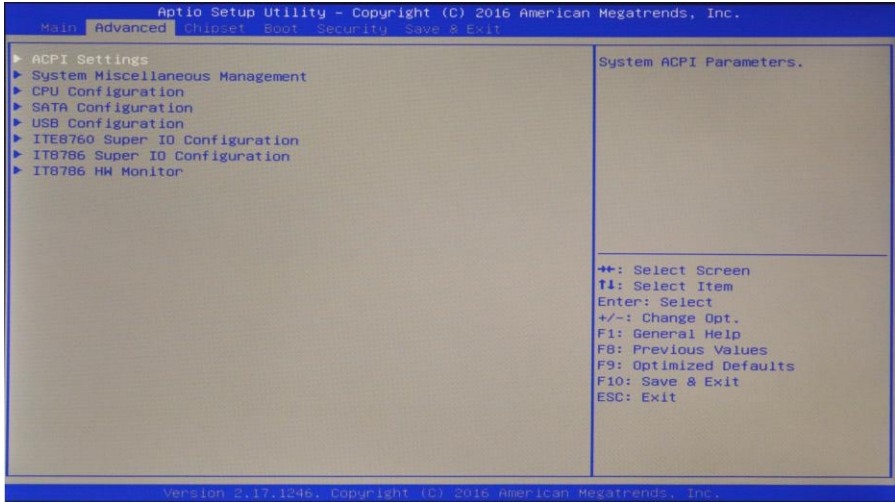 Aptio Setup Utility - Copyright (C) 2016 American Megatrends, Inc.
Main Advanced Chipset Boot Security Save & Exit
ACPI Settings
System Miscellaneous Management
CPU Configuration
SATA Configuration
USB Configuration
ITE8760 Super IO Configuration
IT8786 Super IO Configuration
IT8786 HW Monitor
System ACPI Parameters.
→←: Select Screen
↑↓: Select Item
Enter: Select
+/-: Change Opt.
F1: General Help
F8: Previous Values
F9: Optimized Defaults
F10: Save & Exit
ESC: Exit
Version 2.17.1246. Copyright (C) 2016 American Megatrends, Inc.